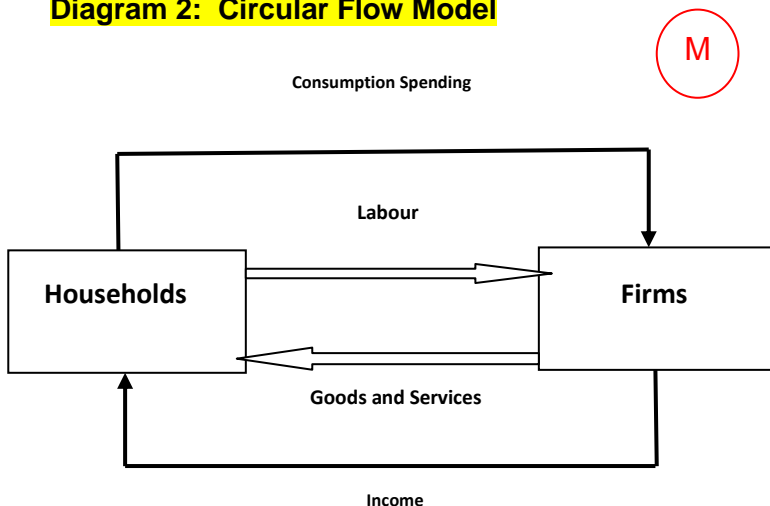 Diagram 2: Circular Flow Model
M
Consumption Spending
Labour
Households
Firms
Goods and Services
Income